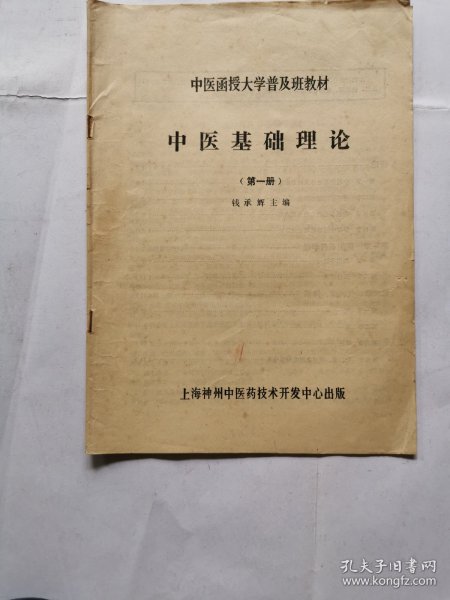 中医函授大学普及班教材
中医基础理论
（第一册）
钱承辉主编
上海神州中医药技术开发中心出版
孔夫子旧书网
www.kongfz.com